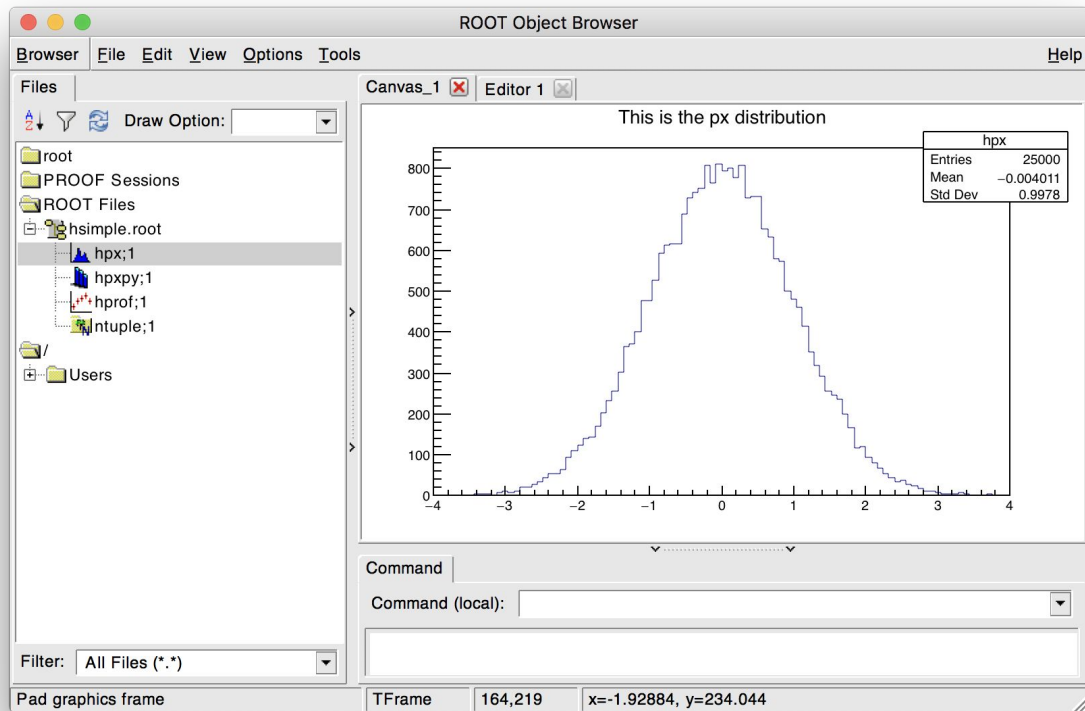 ROOT Object Browser
Browser File Edit View Options Tools Help
Files
Draw Option:
root
PROOF Sessions
ROOT Files
hsimple.root
hpx;1
hpxpy;1
hprof;1
ntuple;1
/
Users
Filter: All Files (*.*)
Canvas_1 Editor 1
This is the px distribution
hpx
Entries 25000
Mean −0.004011
Std Dev 0.9978
800
700
600
500
400
300
200
100
0
−4 −3 −2 −1 0 1 2 3 4
Command
Command (local):
Pad graphics frame TFrame 164,219 x=-1.92884, y=234.044